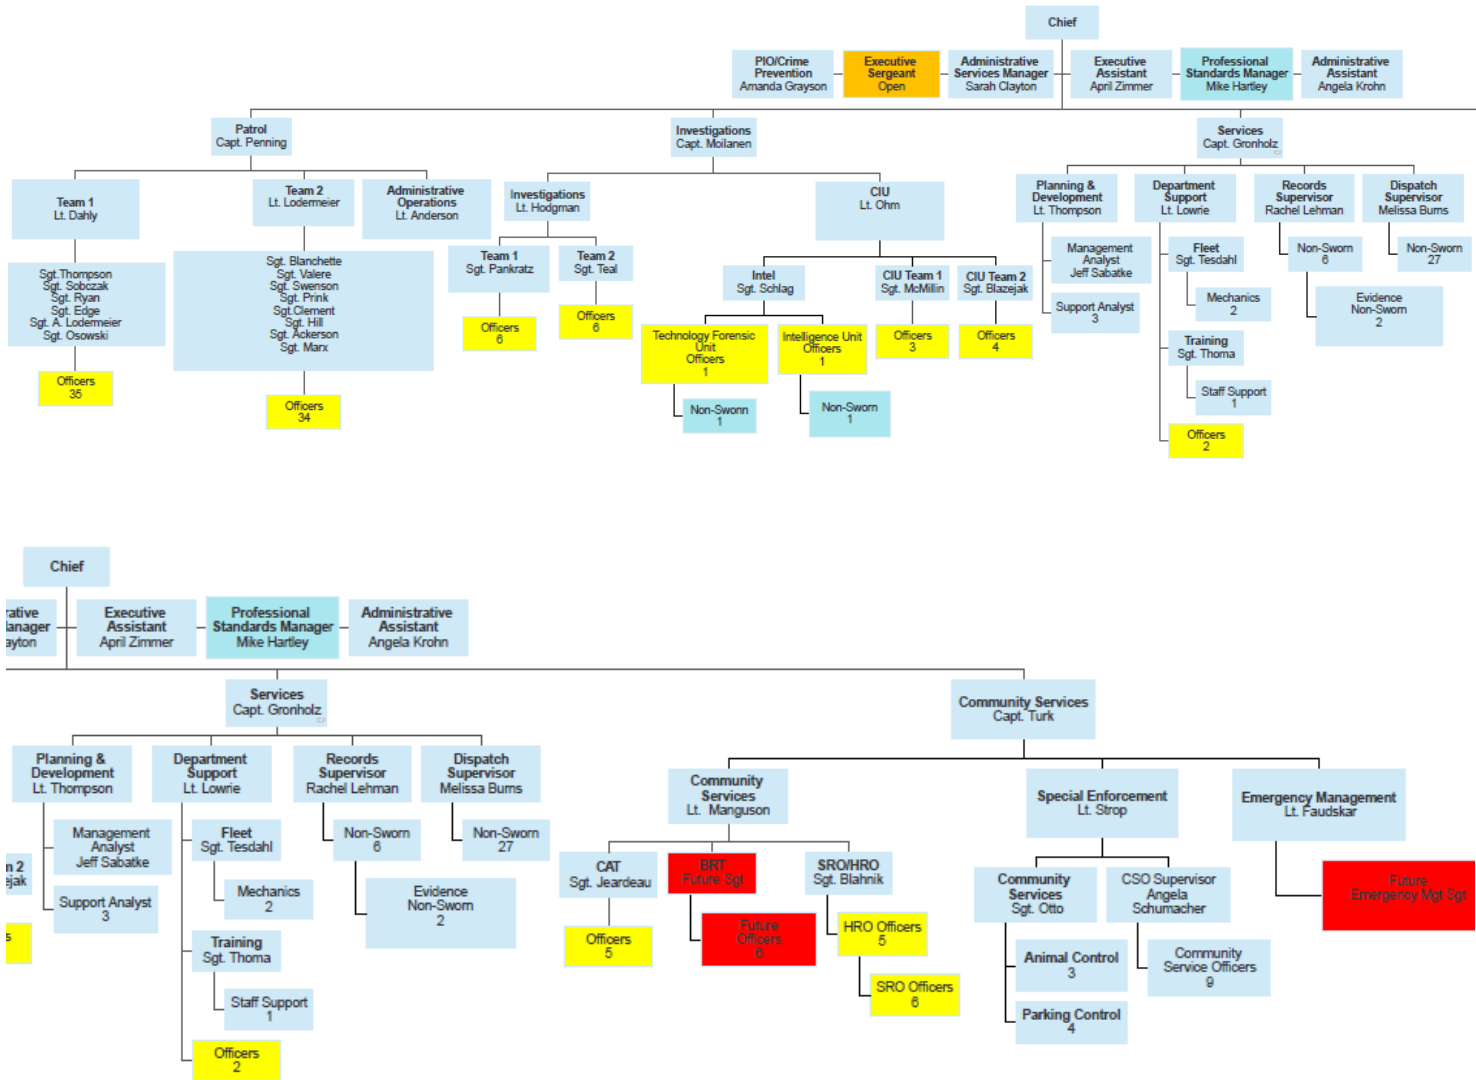 Chief
PIO/Crime
Prevention
Amanda Grayson
Executive
Sergeant
Open
Administrative
Services Manager
Sarah Clayton
Executive
Assistant
April Zimmer
Professional
Standards Manager
Mike Hartley
Administrative
Assistant
Angela Krohn
Patrol
Capt. Penning
Investigations
Capt. Moilanen
Services
Capt. Gronholz
Team 1
Lt. Dahly
Team 2
Lt. Lodermeier
Administrative
Operations
Lt. Anderson
Sgt.Thompson
Sgt. Sobczak
Sgt. Ryan
Sgt. Edge
Sgt. A. Lodermeier
Sgt. Osowski
Officers
35
Sgt. Blanchette
Sgt. Valere
Sgt. Swenson
Sgt. Prink
Sgt.Clement
Sgt. Hill
Sgt. Ackerson
Sgt. Marx
Officers
34
Investigations
Lt. Hodgman
Team 1
Sgt. Pankratz
Officers
6
Team 2
Sgt. Teal
Officers
6
CIU
Lt. Ohm
Intel
Sgt. Schlag
Technology Forensic
Unit
Officers
1
Non-Sworn
1
Intelligence Unit
Officers
1
Non-Sworn
1
CIU Team 1
Sgt. McMillin
Officers
3
CIU Team 2
Sgt. Blazejak
Officers
4
Planning &
Development
Lt. Thompson
Management
Analyst
Jeff Sabatke
Support Analyst
3
Department
Support
Lt. Lowrie
Fleet
Sgt. Tesdahl
Mechanics
2
Training
Sgt. Thoma
Staff Support
1
Officers
2
Records
Supervisor
Rachel Lehman
Non-Sworn
6
Evidence
Non-Sworn
2
Dispatch
Supervisor
Melissa Burns
Non-Sworn
27
Chief
rative
anager
ayton
Executive
Assistant
April Zimmer
Professional
Standards Manager
Mike Hartley
Administrative
Assistant
Angela Krohn
Services
Capt. Gronholz
Community Services
Capt. Turk
m 2
ejak
s
Planning &
Development
Lt. Thompson
Management
Analyst
Jeff Sabatke
Support Analyst
3
Department
Support
Lt. Lowrie
Fleet
Sgt. Tesdahl
Mechanics
2
Training
Sgt. Thoma
Staff Support
1
Officers
2
Records
Supervisor
Rachel Lehman
Non-Sworn
6
Evidence
Non-Sworn
2
Dispatch
Supervisor
Melissa Burns
Non-Sworn
27
Community
Services
Lt. Manguson
CAT
Sgt. Jeardeau
Officers
5
BRT
Future Sgt
Future
Officers
6
SRO/HRO
Sgt. Blahnik
HRO Officers
5
SRO Officers
6
Special Enforcement
Lt. Strop
Community
Services
Sgt. Otto
Animal Control
3
Parking Control
4
CSO Supervisor
Angela
Schumacher
Community
Service Officers
9
Emergency Management
Lt. Faudskar
Future
Emergency Mgt Sgt